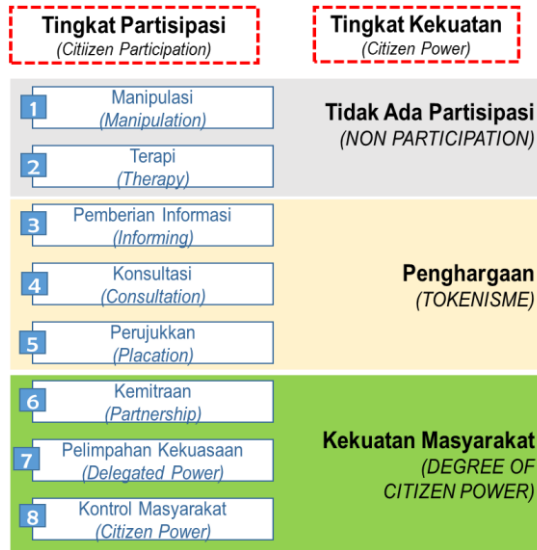 Tingkat Partisipasi
(Citiizen Participation)
Tingkat Kekuatan
(Citizen Power)
1
Manipulasi
(Manipulation)
2
Terapi
(Therapy)
Tidak Ada Partisipasi
(NON PARTICIPATION)
3
Pemberian Informasi
(Informing)
4
Konsultasi
(Consultation)
5
Perujukkan
(Placation)
Penghargaan
(TOKENISME)
6
Kemitraan
(Partnership)
7
Pelimpahan Kekuasaan
(Delegated Power)
8
Kontrol Masyarakat
(Citizen Power)
Kekuatan Masyarakat
(DEGREE OF
CITIZEN POWER)